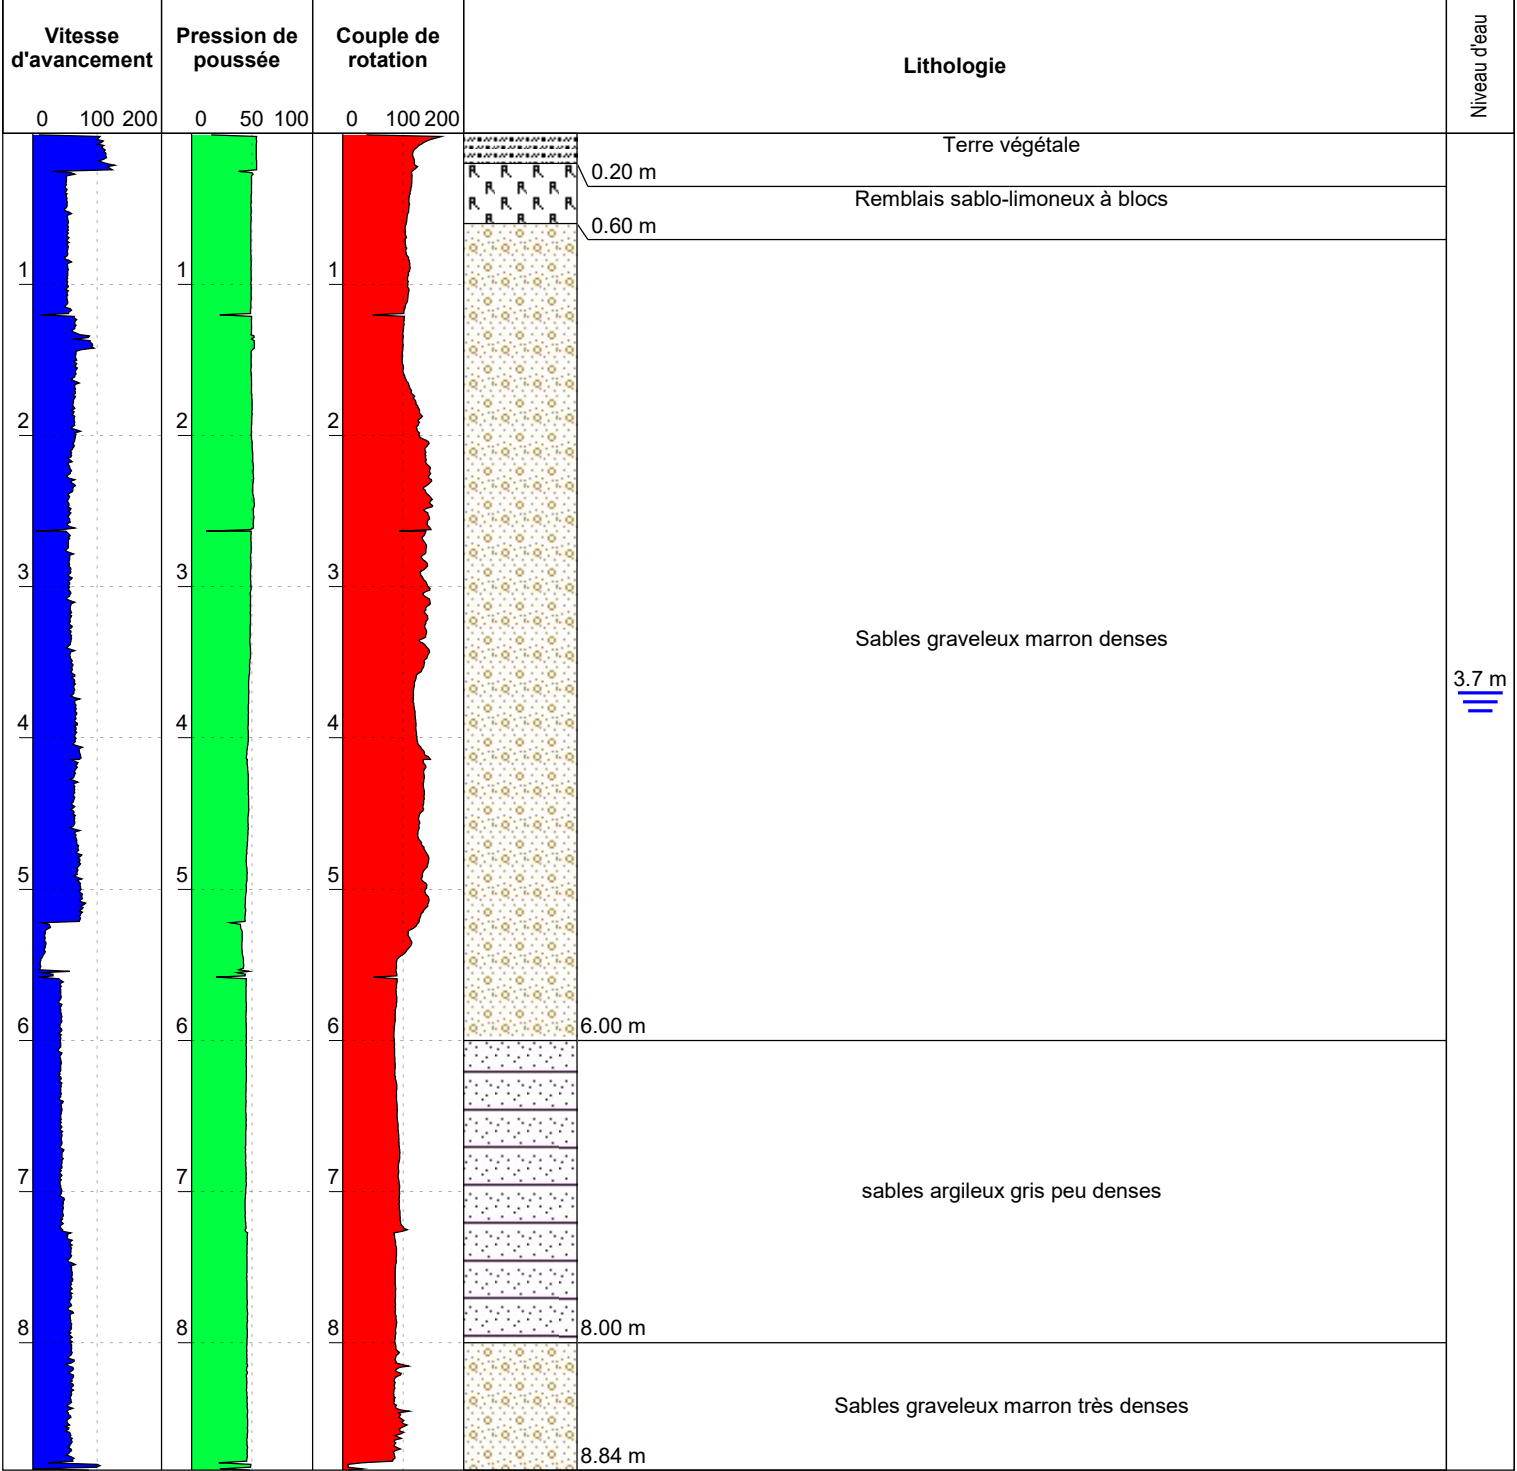 Vitesse
d'avancement
Pression de
poussée
Couple de
rotation
Lithologie
Niveau d'eau
0 100 200
0 50 100
0 100 200
Terre végétale
0.20 m
R R R R
R R R
Remblais sablo-limoneux à blocs
R R R R
R R R
0.60 m
1 1 1
2 2 2
3 3 3
Sables graveleux marron denses
3.7 m
4 4 4
5 5 5
6 6 6
6.00 m
7 7 7
sables argileux gris peu denses
8 8 8
8.00 m
Sables graveleux marron très denses
8.84 m